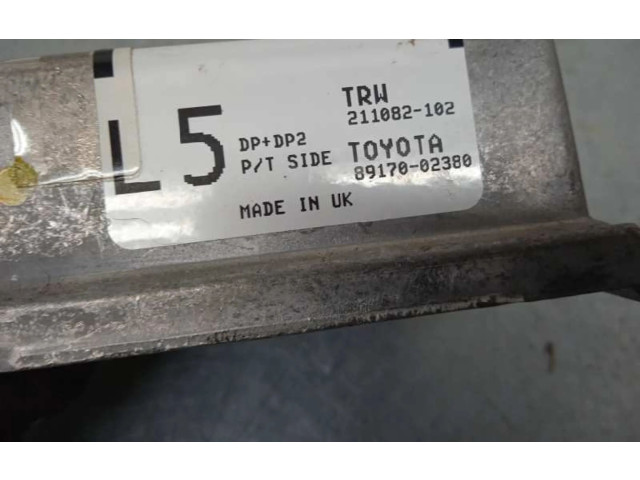 L5
TRW
211082-102
DP+DP2
P/T SIDE
TOYOTA
89170-02380
MADE IN UK